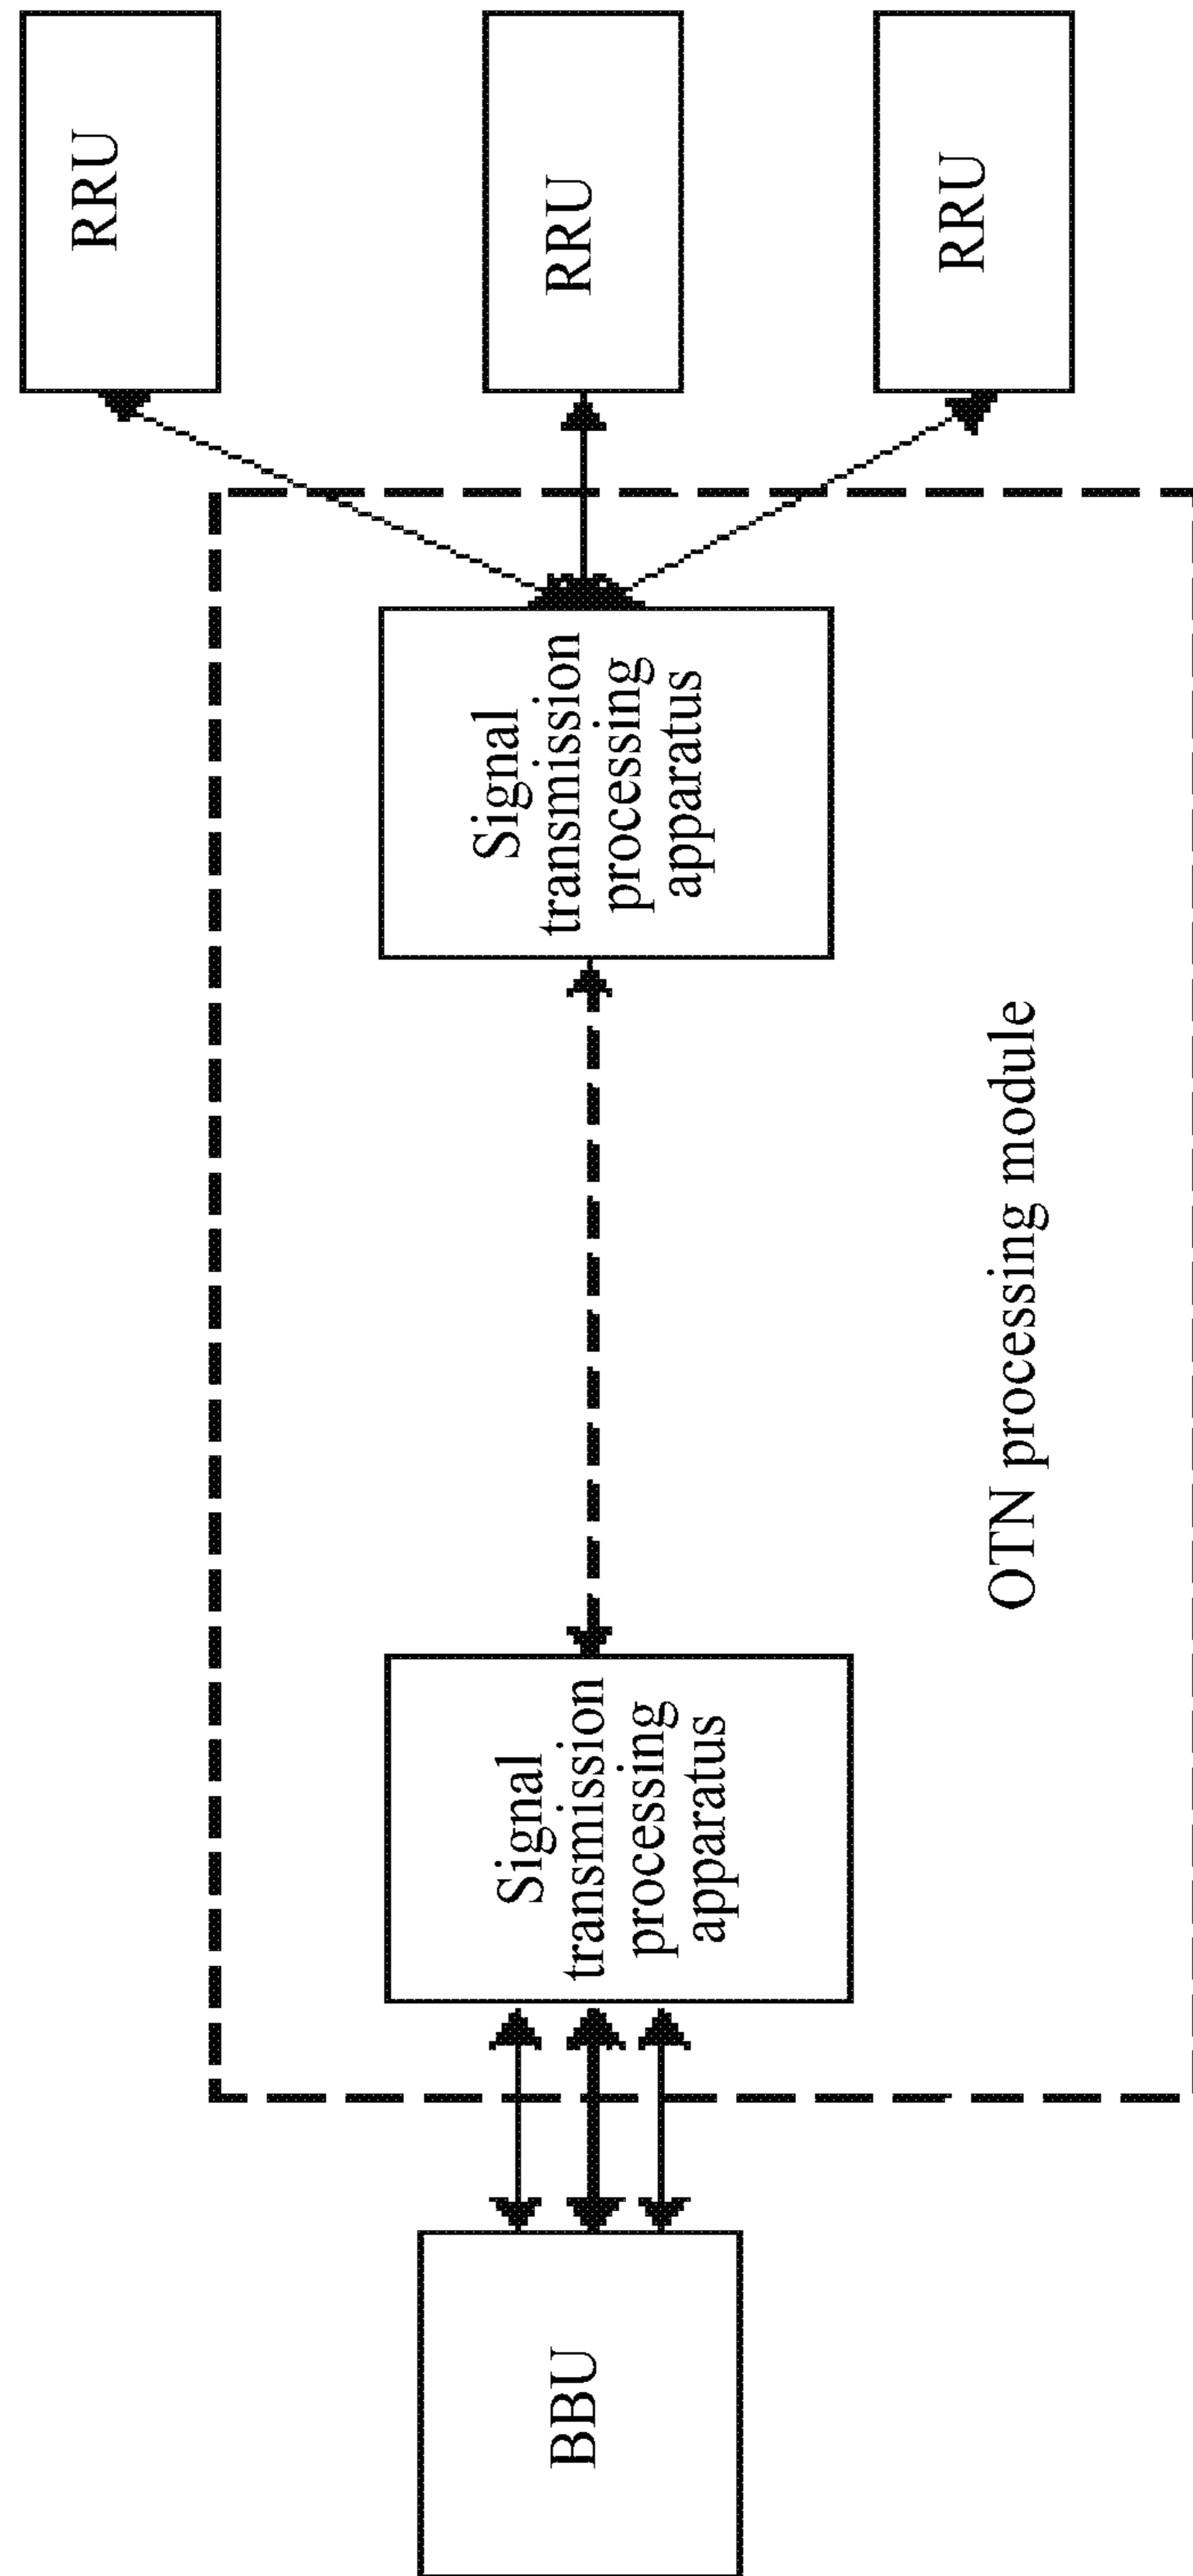 BBU
Signal
transmission
processing
apparatus
OTN processing module
Signal
transmission
processing
apparatus
RRU
RRU
RRU